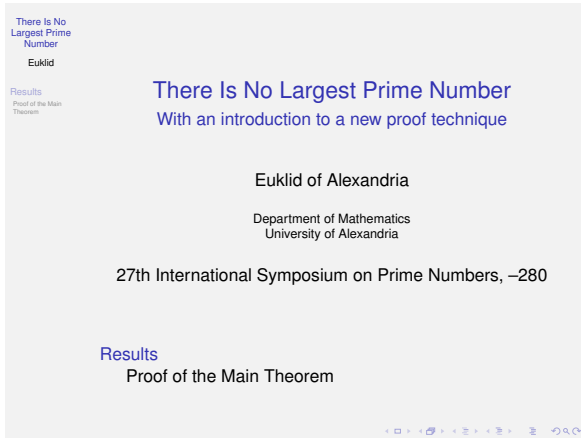 There Is No
Largest Prime
Number
Euklid
Results
Proof of the Main
Theorem
There Is No Largest Prime Number
With an introduction to a new proof technique
Euklid of Alexandria
Department of Mathematics
University of Alexandria
27th International Symposium on Prime Numbers, –280
Results
Proof of the Main Theorem